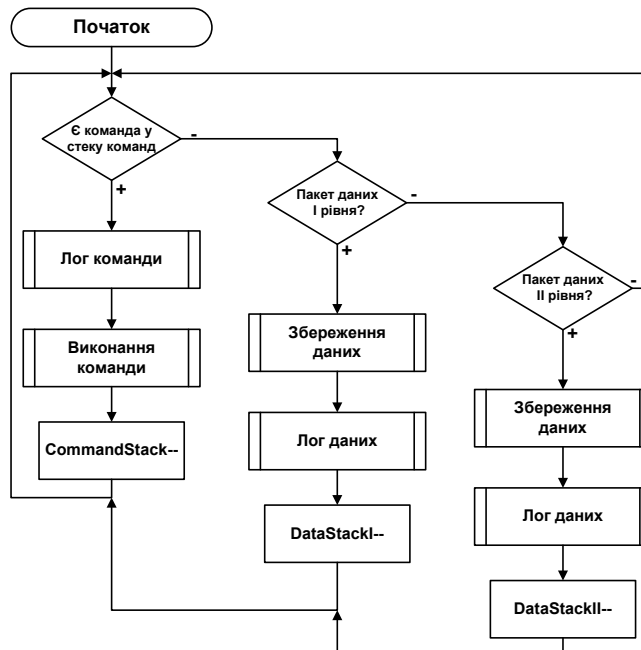 Початок
Є команда у
стеку команд
-
+
Лог команди
Виконання
команди
CommandStack--
Пакет даних
I рівня?
-
+
Збереження
даних
Лог даних
DataStackI--
Пакет даних
II рівня?
-
+
Збереження
даних
Лог даних
DataStackII--